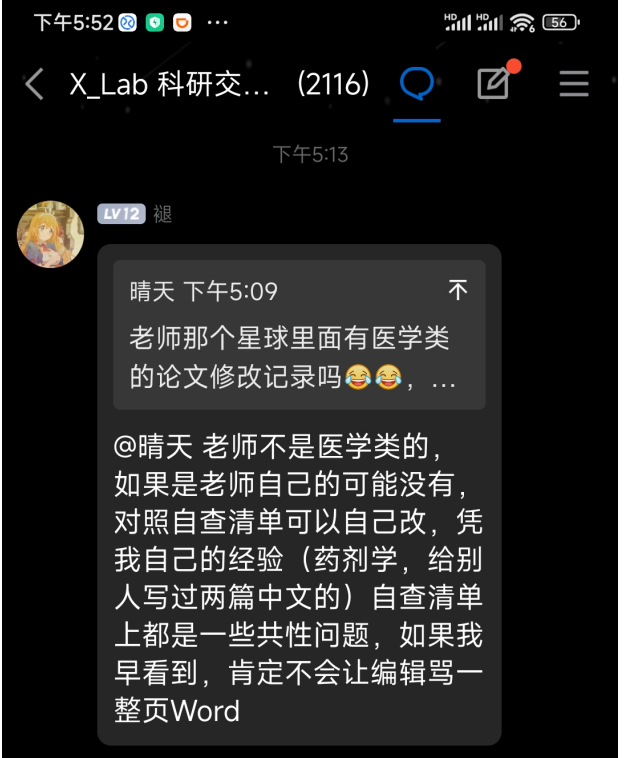 下午5:52 ···
HD HD 6 56
X_Lab 科研交... (2116)
下午5:13
LV12 褪
晴天 下午5:09
老师那个星球里面有医学类
的论文修改记录吗😂😂，...
@晴天 老师不是医学类的，
如果是老师自己的可能没有，
对照自查清单可以自己改，凭
我自己的经验（药剂学，给别
人写过两篇中文的）自查清单
上都是一些共性问题，如果我
早看到，肯定不会让编辑骂一
整页Word